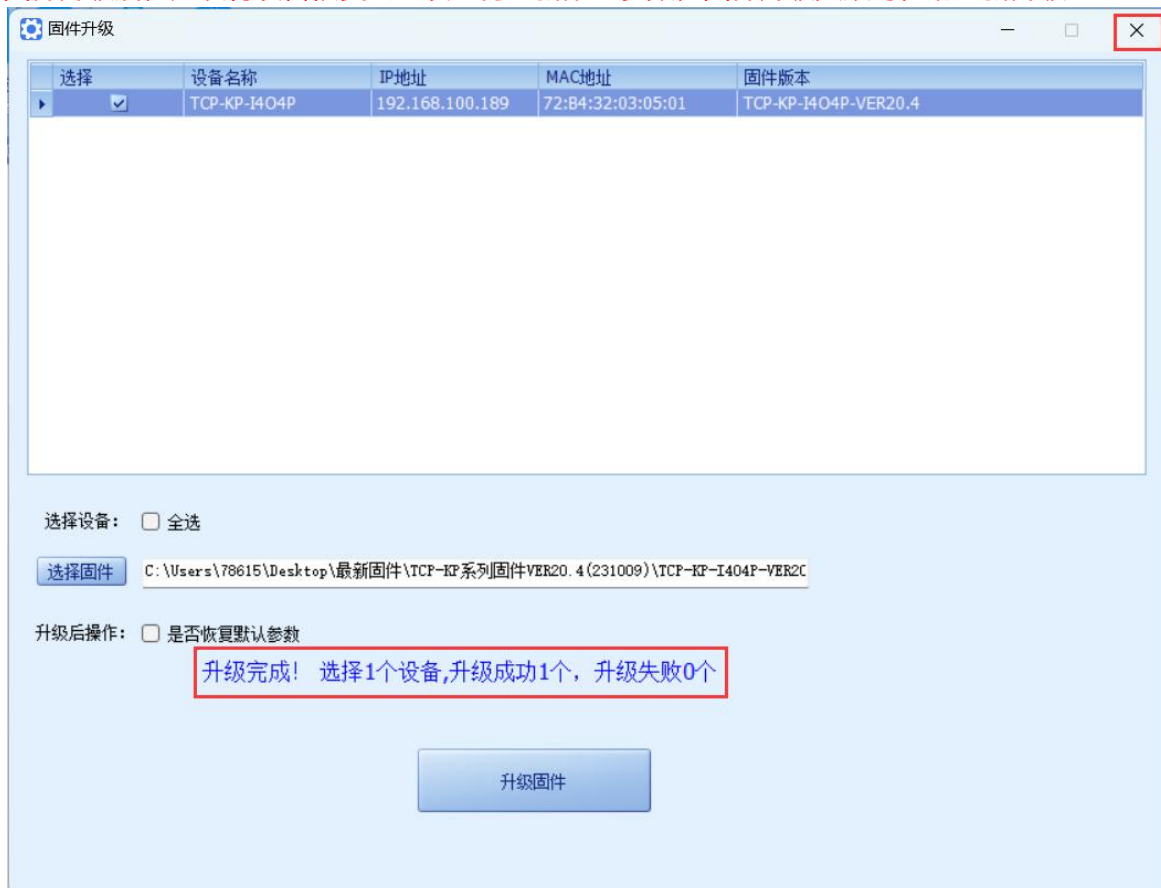 固件升级
选择 设备名称 IP地址 MAC地址 固件版本
TCP-KP-I4O4P 192.168.100.189 72:B4:32:03:05:01 TCP-KP-I4O4P-VER20.4
选择设备： 全选
选择固件 C:\Users\78615\Desktop\最新固件\TCP-KP系列固件VER20.4(231009)\TCP-KP-I4O4P-VER20
升级后操作： 是否恢复默认参数
升级完成！ 选择1个设备,升级成功1个，升级失败0个
升级固件